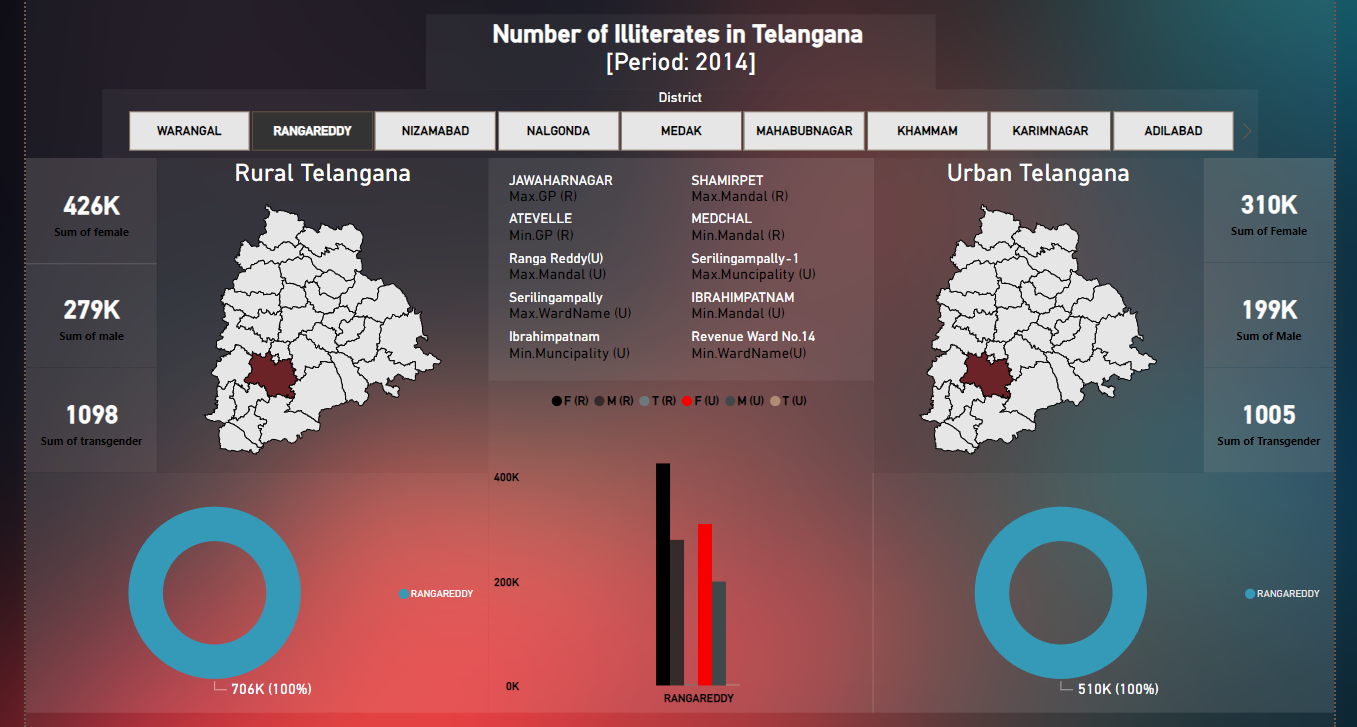 Number of Illiterates in Telangana
[Period: 2014]
District
WARANGAL
RANGAREDDY
NIZAMABAD
NALGONDA
MEDAK
MAHABUBNAGAR
KHAMMAM
KARIMNAGAR
ADILABAD
426K
Sum of female
279K
Sum of male
1098
Sum of transgender
Rural Telangana
JAWAHARNAGAR
Max.GP (R)
SHAMIRPET
Max.Mandal (R)
ATEVELLE
Min.GP (R)
MEDCHAL
Min.Mandal (R)
Ranga Reddy(U)
Max.Mandal (U)
Serilingampally-1
Max.Muncipality (U)
Serilingampally
Max.WardName (U)
IBRAHIMPATNAM
Min.Mandal (U)
Ibrahimpatnam
Min.Muncipality (U)
Revenue Ward No.14
Min.WardName(U)
Urban Telangana
310K
Sum of Female
199K
Sum of Male
1005
Sum of Transgender
F (R) M (R) T (R) F (U) M (U) T (U)
400K
200K
0K
RANGAREDDY
RANGAREDDY
706K (100%)
RANGAREDDY
510K (100%)